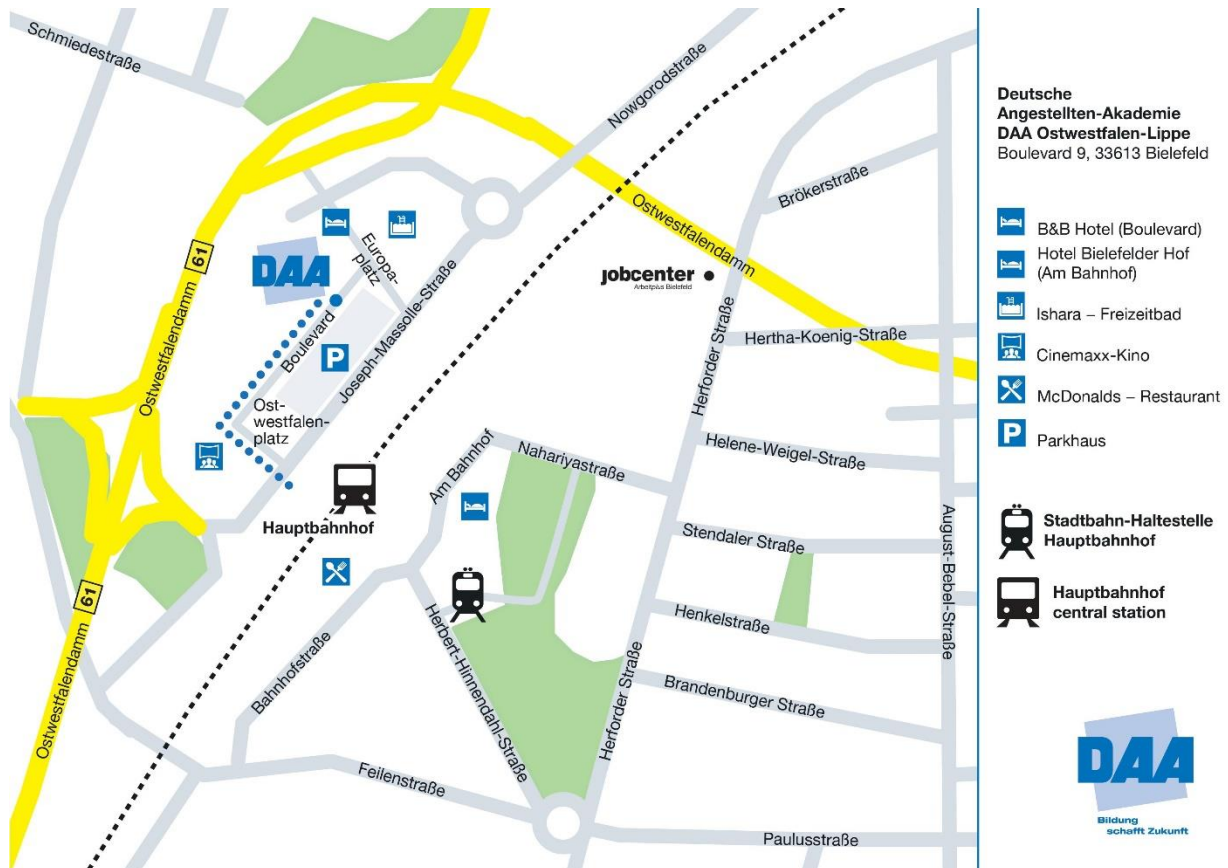 Schmiedestraße
Nowgorodstraße
Brökerstraße
Ostwestfalendamm
61
Ostwestfalendamm
Europa-
platz
DAA
Boulevard
P
Joseph-Massolle-Straße
Ost-
westfalen-
platz
jobcenter
Arbeitplus Bielefeld
Ostwestfalendamm
Herforder Straße
Hertha-Koenig-Straße
Helene-Weigel-Straße
Am Bahnhof
Nahariyastraße
Hauptbahnhof
Stendaler Straße
August-Bebel-Straße
61
Ostwestfalendamm
Bahnhofstraße
Herbert-Hinnendahl-Straße
Henkelstraße
Brandenburger Straße
Herforder Straße
Feilenstraße
Paulusstraße
Deutsche
Angestellten-Akademie
DAA Ostwestfalen-Lippe
Boulevard 9, 33613 Bielefeld
B&B Hotel (Boulevard)
Hotel Bielefelder Hof
(Am Bahnhof)
Ishara – Freizeitbad
Cinemaxx-Kino
McDonalds – Restaurant
P Parkhaus
Stadtbahn-Haltestelle
Hauptbahnhof
Hauptbahnhof
central station
DAA
Bildung
schafft Zukunft